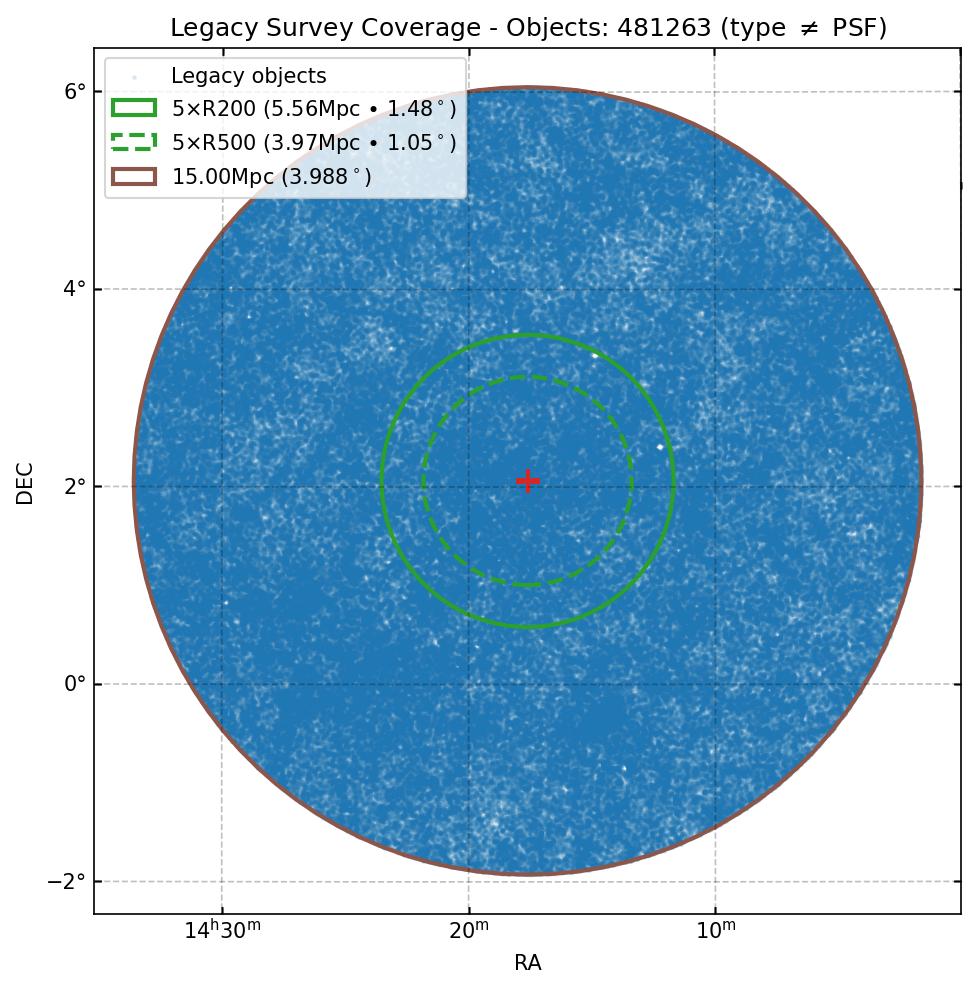 Legacy Survey Coverage - Objects: 481263 (type ≠ PSF)
Legacy objects
5×R200 (5.56Mpc • 1.48°)
5×R500 (3.97Mpc • 1.05°)
15.00Mpc (3.988°)
6°
4°
2°
0°
−2°
DEC
14ʰ30ᵐ 20ᵐ 10ᵐ
RA